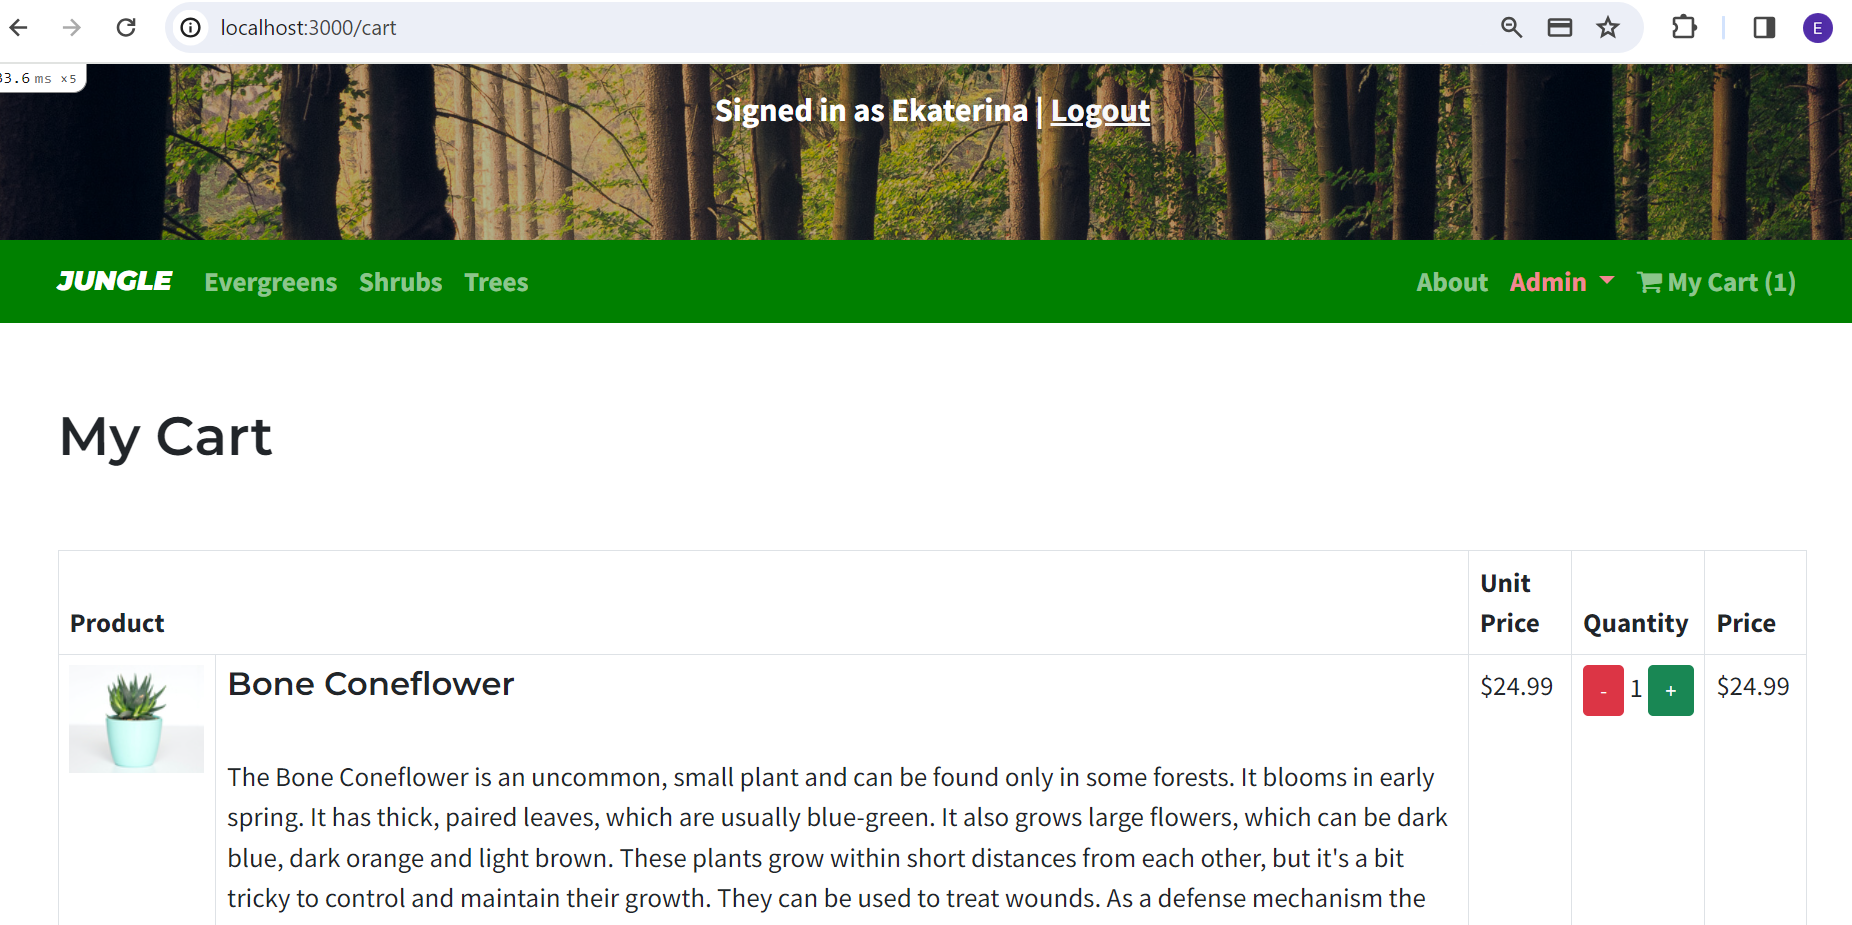 localhost:3000/cart
E
33.6 ms ×5
Signed in as Ekaterina | Logout
JUNGLE Evergreens Shrubs Trees About Admin My Cart (1)
My Cart
Product Unit Price Quantity Price
Bone Coneflower $24.99 - 1 + $24.99
The Bone Coneflower is an uncommon, small plant and can be found only in some forests. It blooms in early
spring. It has thick, paired leaves, which are usually blue-green. It also grows large flowers, which can be dark
blue, dark orange and light brown. These plants grow within short distances from each other, but it's a bit
tricky to control and maintain their growth. They can be used to treat wounds. As a defense mechanism the